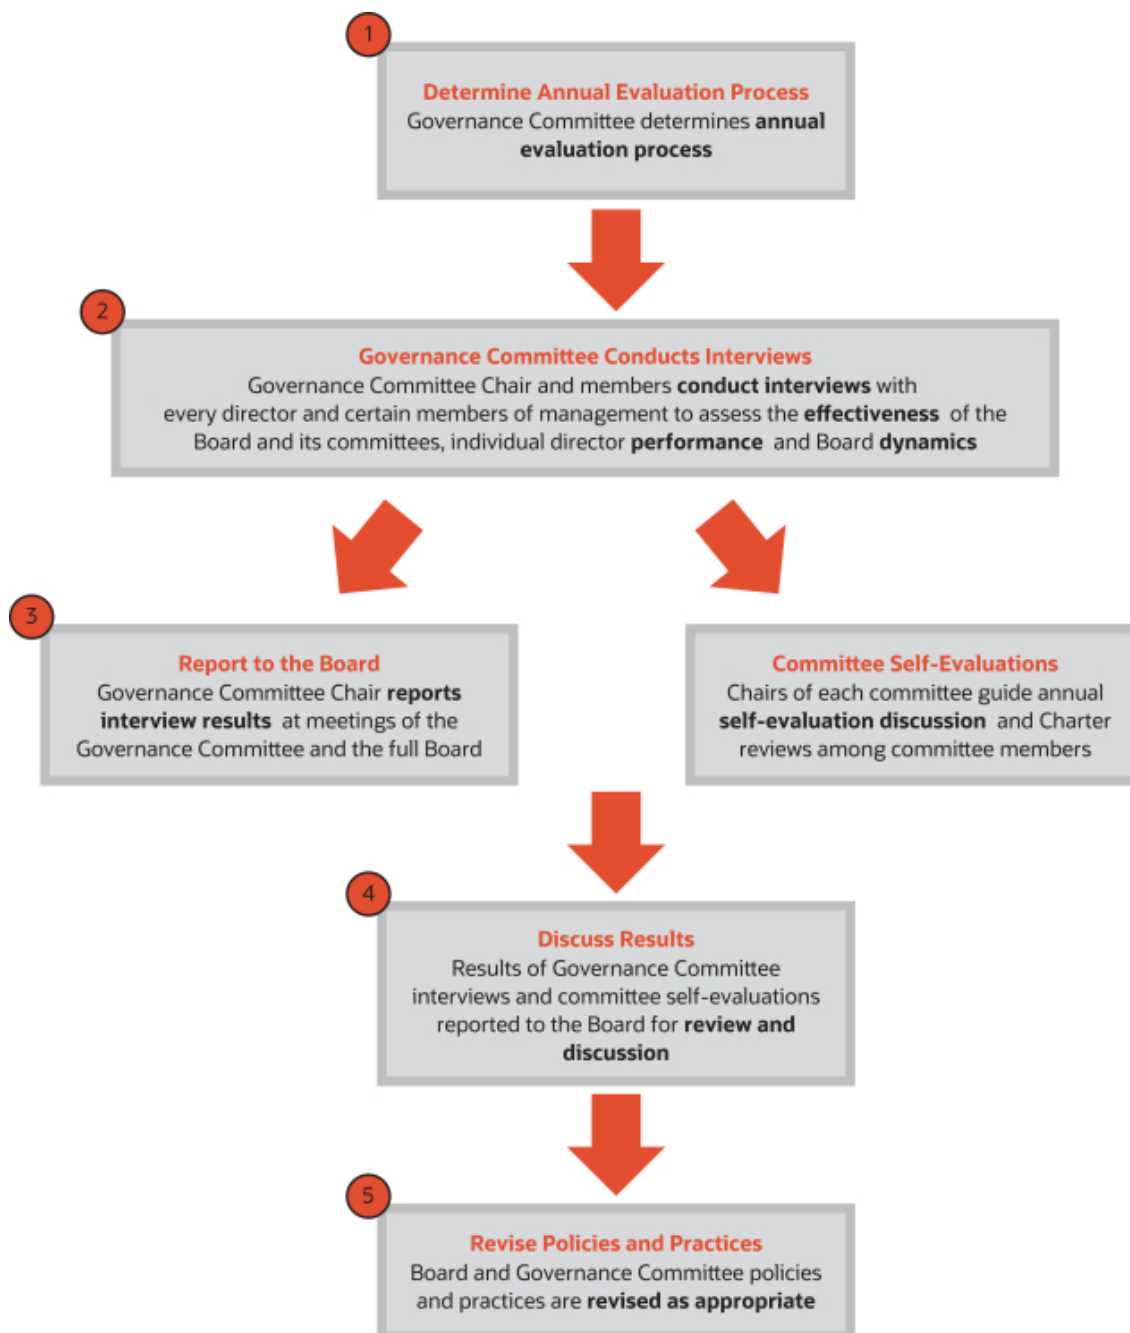 1
Determine Annual Evaluation Process
Governance Committee determines annual
evaluation process
2
Governance Committee Conducts Interviews
Governance Committee Chair and members conduct interviews with
every director and certain members of management to assess the effectiveness of the
Board and its committees, individual director performance and Board dynamics
3
Report to the Board
Governance Committee Chair reports
interview results at meetings of the
Governance Committee and the full Board
Committee Self-Evaluations
Chairs of each committee guide annual
self-evaluation discussion and Charter
reviews among committee members
4
Discuss Results
Results of Governance Committee
interviews and committee self-evaluations
reported to the Board for review and
discussion
5
Revise Policies and Practices
Board and Governance Committee policies
and practices are revised as appropriate